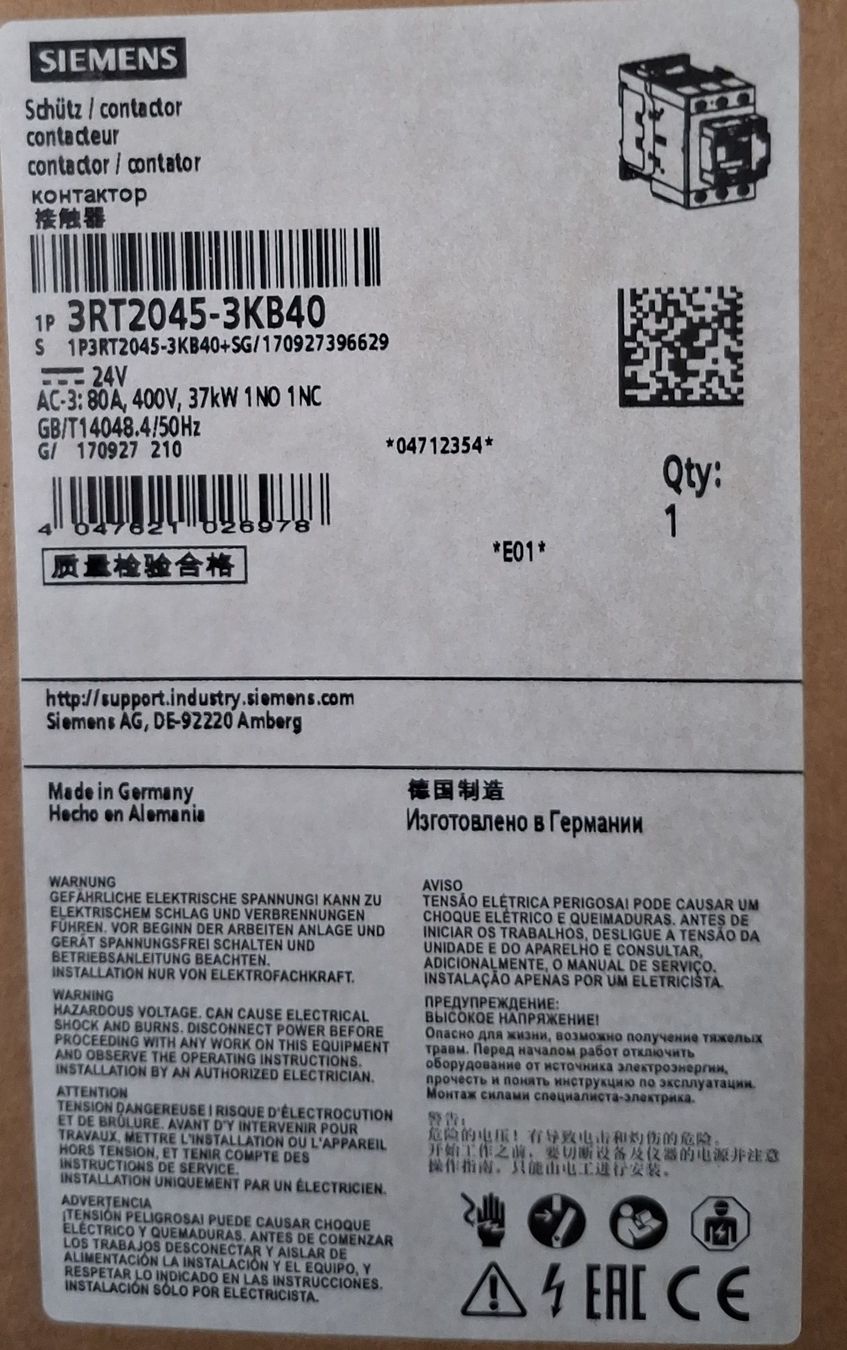 SIEMENS
Schütz / contactor
contacteur
contactor / contator
контактор
接触器
1P 3RT2045-3KB40
S 1P3RT2045-3KB40+SG/170927396629
24V
AC-3: 80A, 400V, 37kW 1NO 1NC
GB/T14048.4/50Hz
G/ 170927 210
*04712354*
Qty:
1
4 047621 026978
*E01*
质量检验合格
http://support.industry.siemens.com
Siemens AG, DE-92220 Amberg
Made in Germany
Hecho en Alemania
德国制造
Изготовлено в Германии
WARNUNG
GEFÄHRLICHE ELEKTRISCHE SPANNUNG! KANN ZU
ELEKTRISCHEM SCHLAG UND VERBRENNUNGEN
FÜHREN. VOR BEGINN DER ARBEITEN ANLAGE UND
GERÄT SPANNUNGSFREI SCHALTEN UND
BETRIEBSANLEITUNG BEACHTEN.
INSTALLATION NUR VON ELEKTROFACHKRAFT.
WARNING
HAZARDOUS VOLTAGE. CAN CAUSE ELECTRICAL
SHOCK AND BURNS. DISCONNECT POWER BEFORE
PROCEEDING WITH ANY WORK ON THIS EQUIPMENT
AND OBSERVE THE OPERATING INSTRUCTIONS.
INSTALLATION BY AN AUTHORIZED ELECTRICIAN.
ATTENTION
TENSION DANGEREUSE ! RISQUE D'ÉLECTROCUTION
ET DE BRÛLURE. AVANT D'Y INTERVENIR POUR
TRAVAUX, METTRE L'INSTALLATION OU L'APPAREIL
HORS TENSION, ET TENIR COMPTE DES
INSTRUCTIONS DE SERVICE.
INSTALLATION UNIQUEMENT PAR UN ÉLECTRICIEN.
ADVERTENCIA
¡TENSIÓN PELIGROSA! PUEDE CAUSAR CHOQUE
ELÉCTRICO Y QUEMADURAS. ANTES DE COMENZAR
LOS TRABAJOS DESCONECTAR Y AISLAR DE
ALIMENTACIÓN LA INSTALACIÓN Y EL EQUIPO, Y
RESPETAR LO INDICADO EN LAS INSTRUCCIONES.
INSTALACIÓN SÓLO POR ELECTRICISTA.
AVISO
TENSÃO ELÉTRICA PERIGOSA! PODE CAUSAR UM
CHOQUE ELÉTRICO E QUEIMADURAS. ANTES DE
INICIAR OS TRABALHOS, DESLIGUE A TENSÃO DA
UNIDADE E DO APARELHO E CONSULTAR,
ADICIONALMENTE, O MANUAL DE SERVIÇO.
INSTALAÇÃO APENAS POR UM ELETRICISTA.
ПРЕДУПРЕЖДЕНИЕ:
ВЫСОКОЕ НАПРЯЖЕНИЕ!
Опасно для жизни, возможно получение тяжелых
травм. Перед началом работ отключить
оборудование от источника электроэнергии,
прочесть и понять инструкцию по эксплуатации.
Монтаж силами специалиста-электрика.
警告:
危险的电压! 有导致电击和灼伤的危险。
开始工作之前, 要切断设备及仪器的电源并注意
操作指南。只能由电工进行安装。
EAC CE